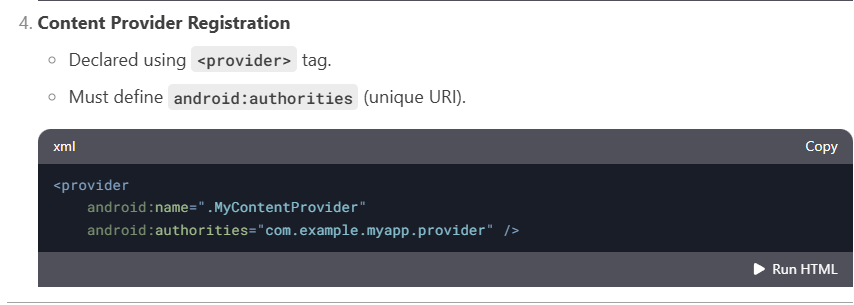 4. Content Provider Registration
○ Declared using <provider> tag.
○ Must define android:authorities (unique URI).
xml Copy
<provider
    android:name=".MyContentProvider"
    android:authorities="com.example.myapp.provider" />
▶ Run HTML